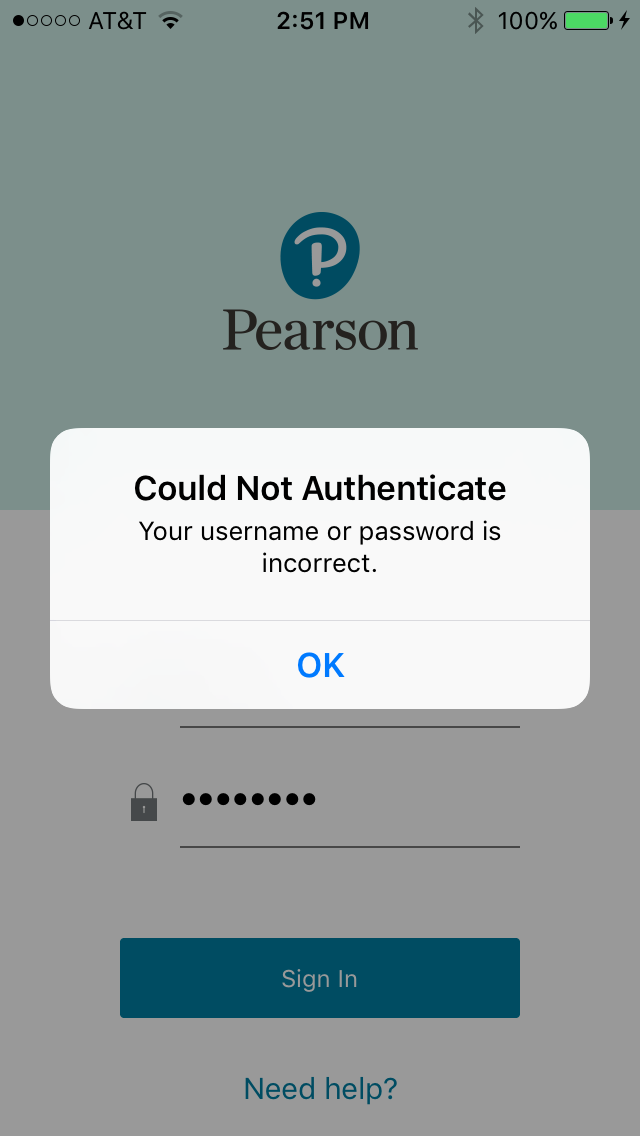 AT&T 2:51 PM 100%
Pearson
Could Not Authenticate
Your username or password is
incorrect.
OK
••••••••
Sign In
Need help?